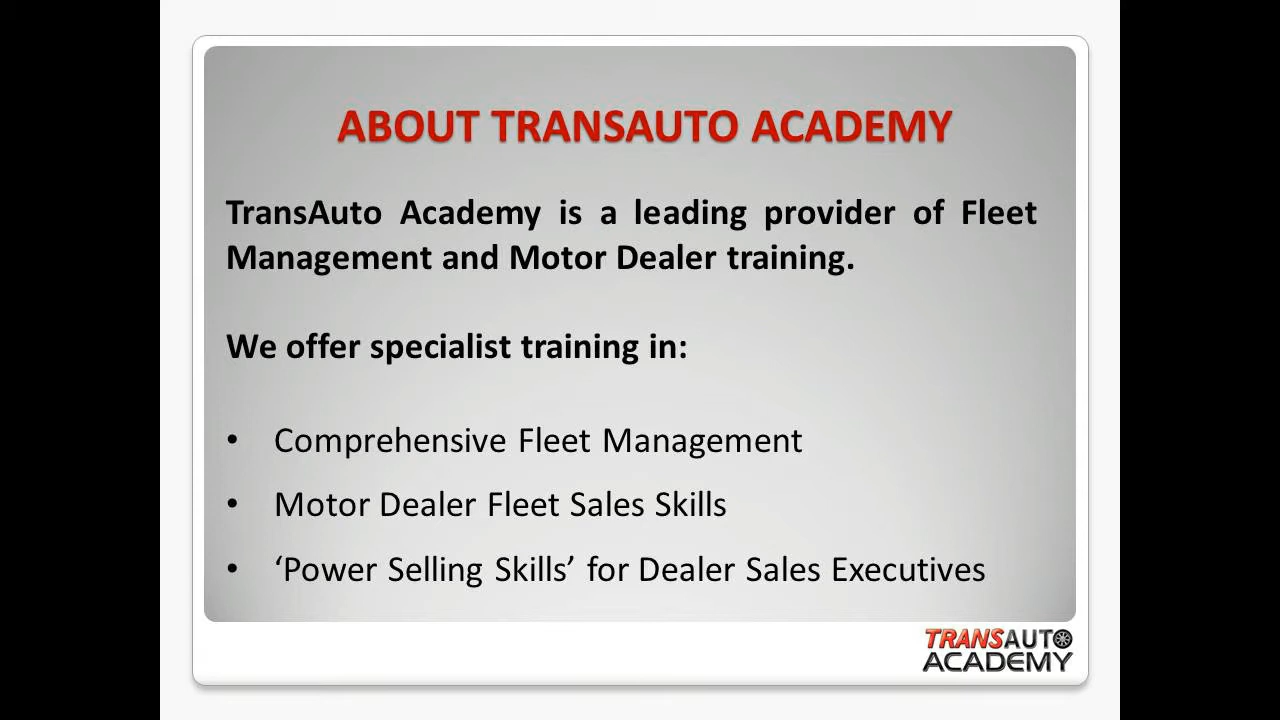 ABOUT TRANSAUTO ACADEMY
TransAuto Academy is a leading provider of Fleet
Management and Motor Dealer training.
We offer specialist training in:
• Comprehensive Fleet Management
• Motor Dealer Fleet Sales Skills
• ‘Power Selling Skills’ for Dealer Sales Executives
TRANSAUTO
ACADEMY